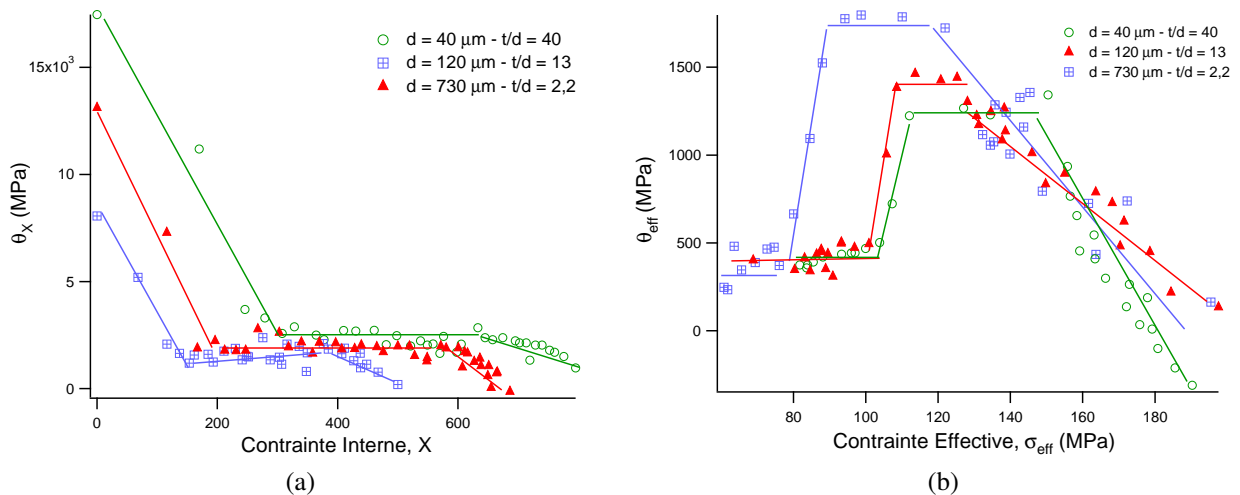 d = 40 μm - t/d= 40
d = 120 μm - t/d = 13
d = 730 μm - t/d = 2,2
15x10³
10
5
0
0
200
400
600
θX (MPa)
Contrainte Interne, X
(a)
d = 40 μm - t/d= 40
d = 120 μm - t/d = 13
d = 730 μm - t/d = 2,2
1500
1000
500
0
80
100
120
140
160
180
θeff (MPa)
Contrainte Effective, σeff (MPa)
(b)